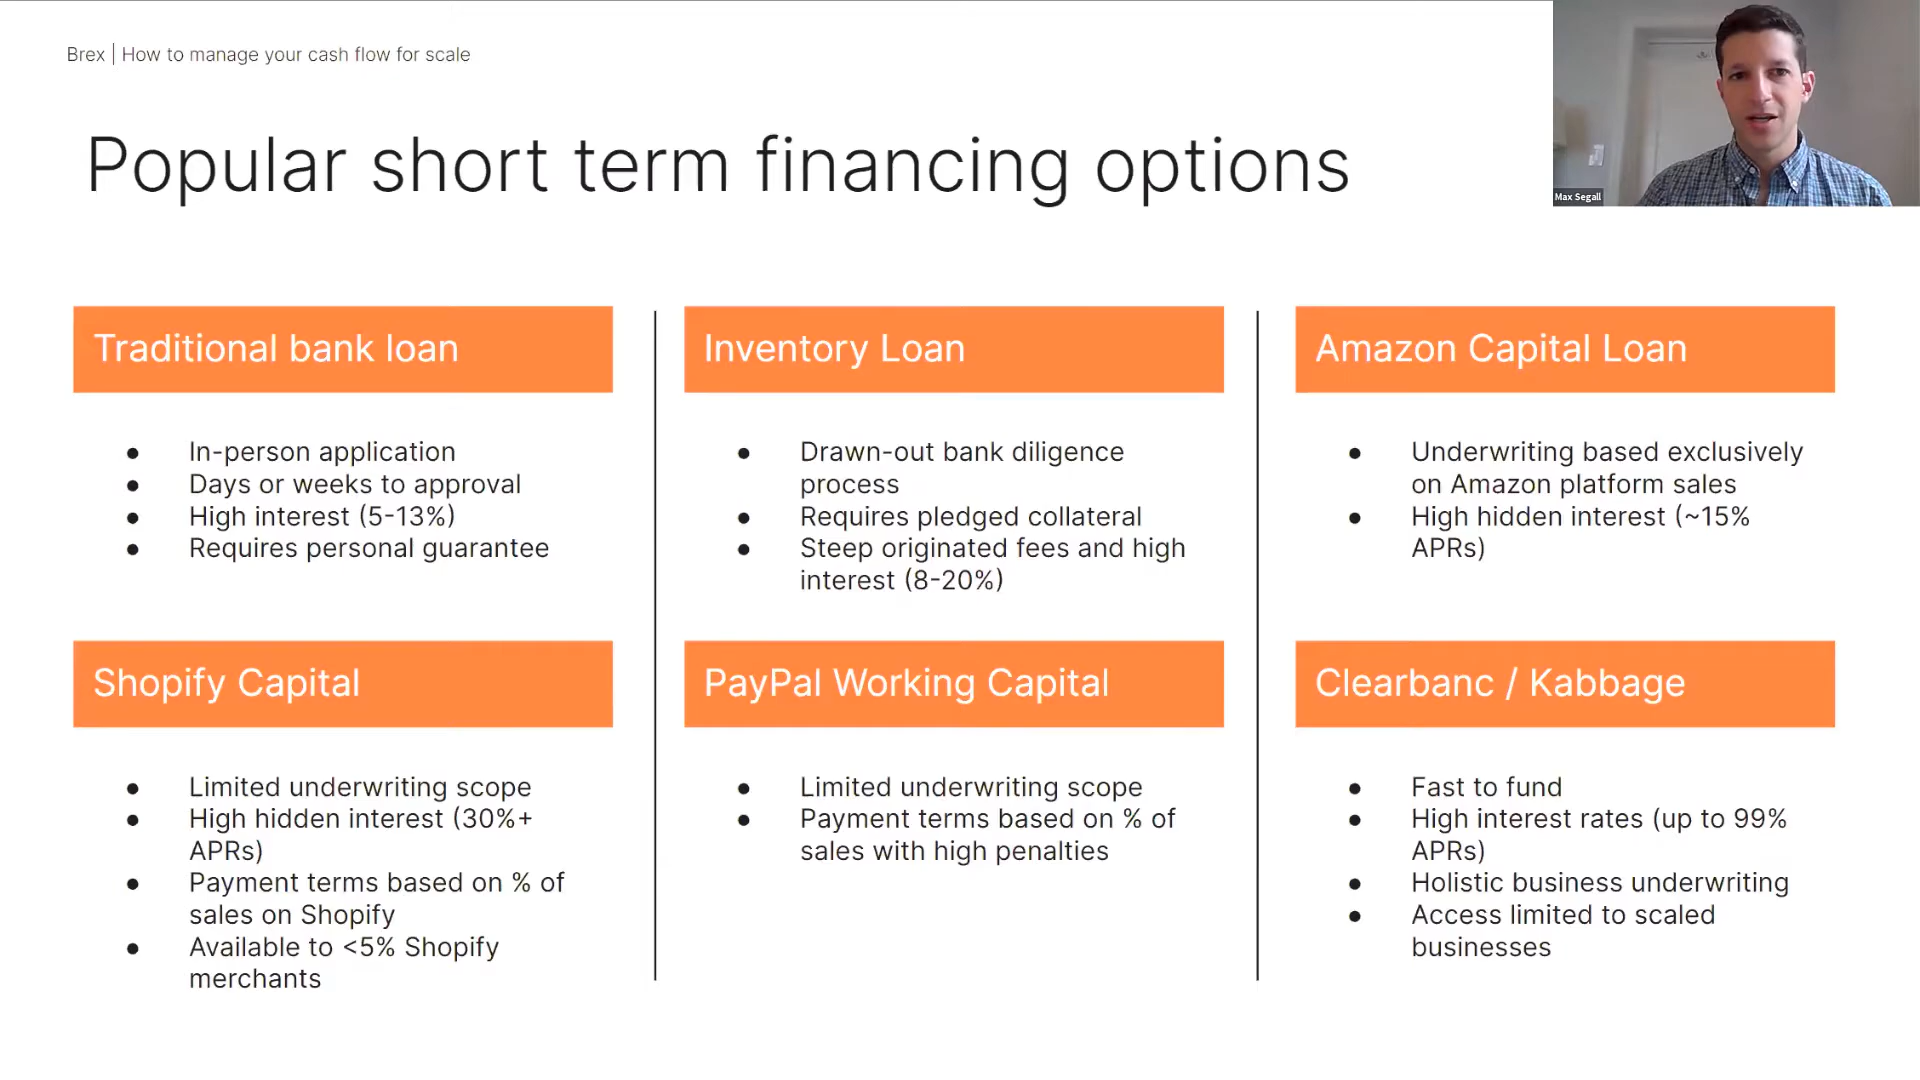 Brex | How to manage your cash flow for scale
Max Segall
Popular short term financing options
Traditional bank loan
● In-person application
● Days or weeks to approval
● High interest (5-13%)
● Requires personal guarantee
Inventory Loan
● Drawn-out bank diligence
process
● Requires pledged collateral
● Steep originated fees and high
interest (8-20%)
Amazon Capital Loan
● Underwriting based exclusively
on Amazon platform sales
● High hidden interest (~15%
APRs)
Shopify Capital
● Limited underwriting scope
● High hidden interest (30%+
APRs)
● Payment terms based on % of
sales on Shopify
● Available to <5% Shopify
merchants
PayPal Working Capital
● Limited underwriting scope
● Payment terms based on % of
sales with high penalties
Clearbanc / Kabbage
● Fast to fund
● High interest rates (up to 99%
APRs)
● Holistic business underwriting
● Access limited to scaled
businesses